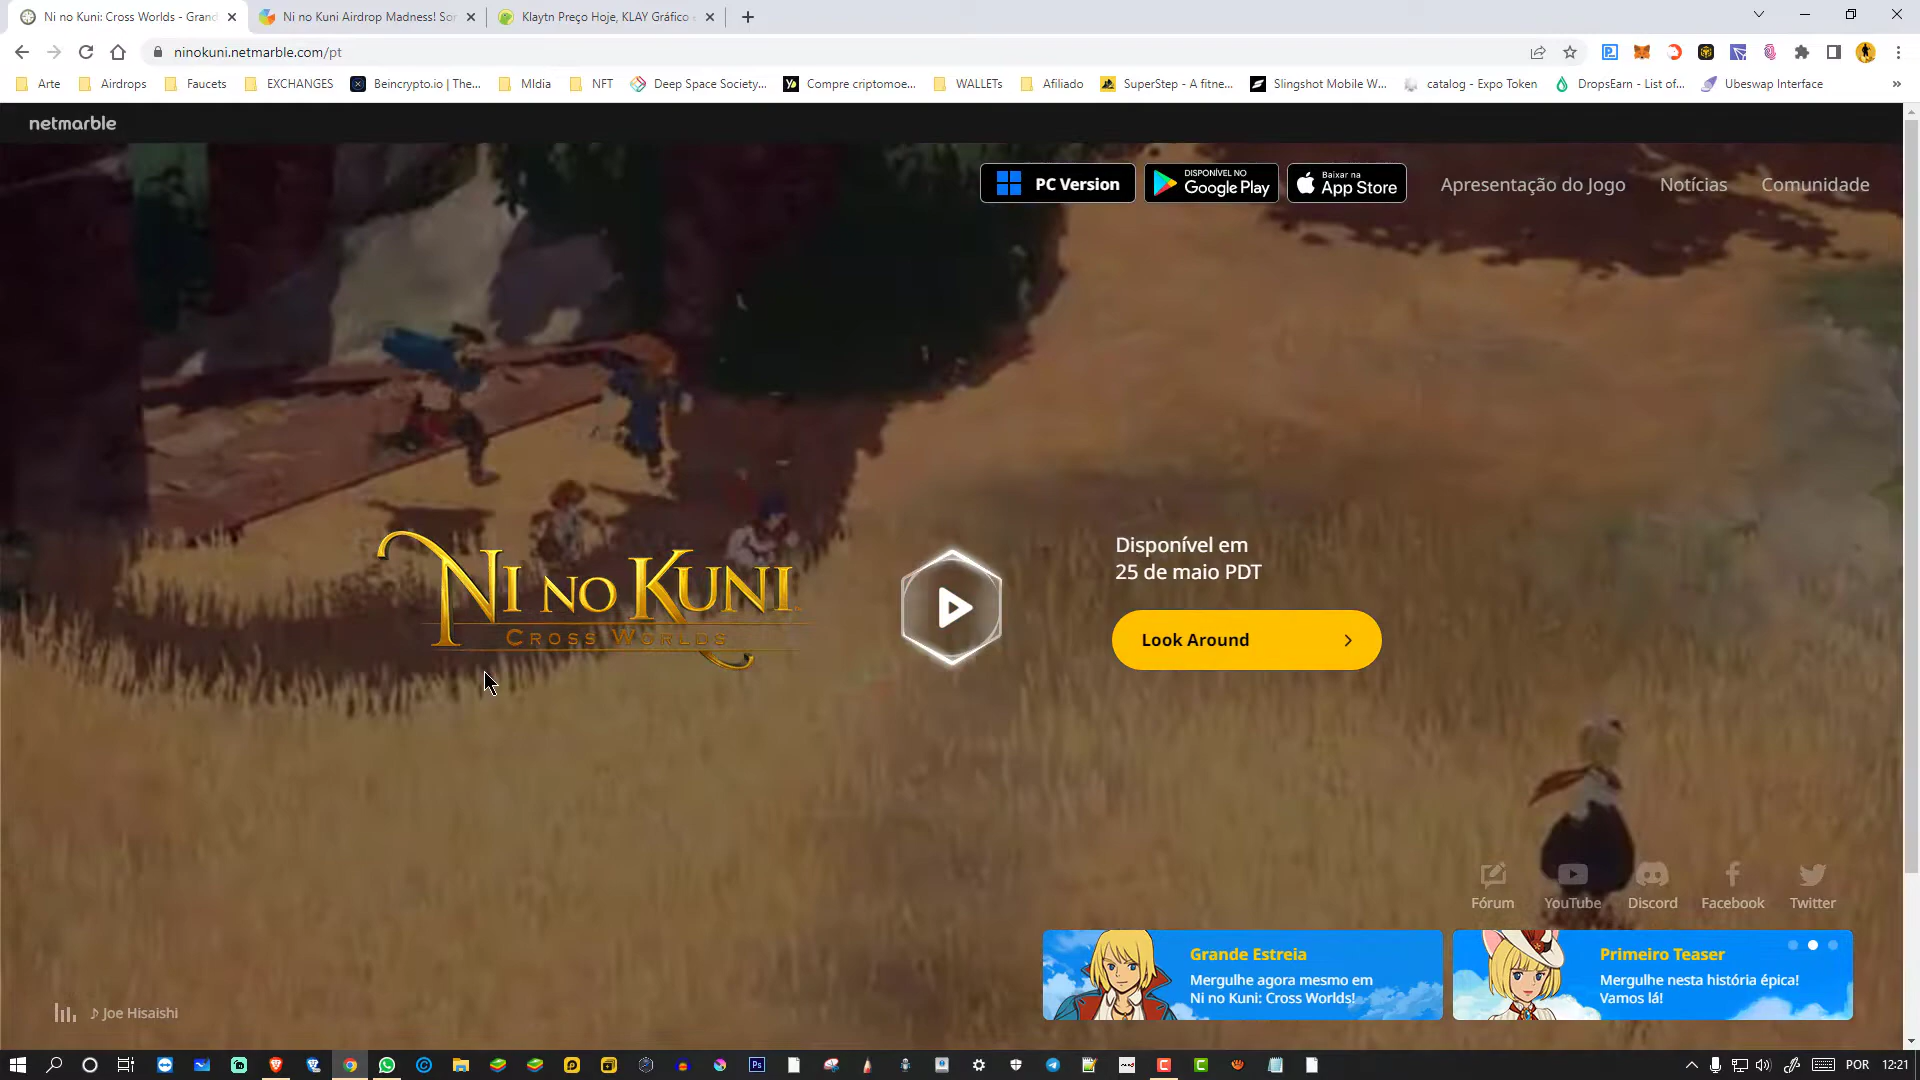 Ni no Kuni: Cross Worlds - Grand
Ni no Kuni Airdrop Madness! Sor
Klaytn Preço Hoje, KLAY Gráfico e
ninokuni.netmarble.com/pt
Arte
Airdrops
Faucets
EXCHANGES
Beincrypto.io | The...
MIdia
NFT
Deep Space Society...
Compre criptomoe...
WALLETs
Afiliado
SuperStep - A fitne...
Slingshot Mobile W...
catalog - Expo Token
DropsEarn - List of...
Ubeswap Interface
netmarble
PC Version
DISPONÍVEL NO
Google Play
Baixar na
App Store
Apresentação do Jogo
Notícias
Comunidade
NI NO KUNI
CROSS WORLDS
Disponível em
25 de maio PDT
Look Around
Fórum
YouTube
Discord
Facebook
Twitter
Grande Estreia
Mergulhe agora mesmo em
Ni no Kuni: Cross Worlds!
Primeiro Teaser
Mergulhe nesta história épica!
Vamos lá!
♪ Joe Hisaishi
POR
12:21